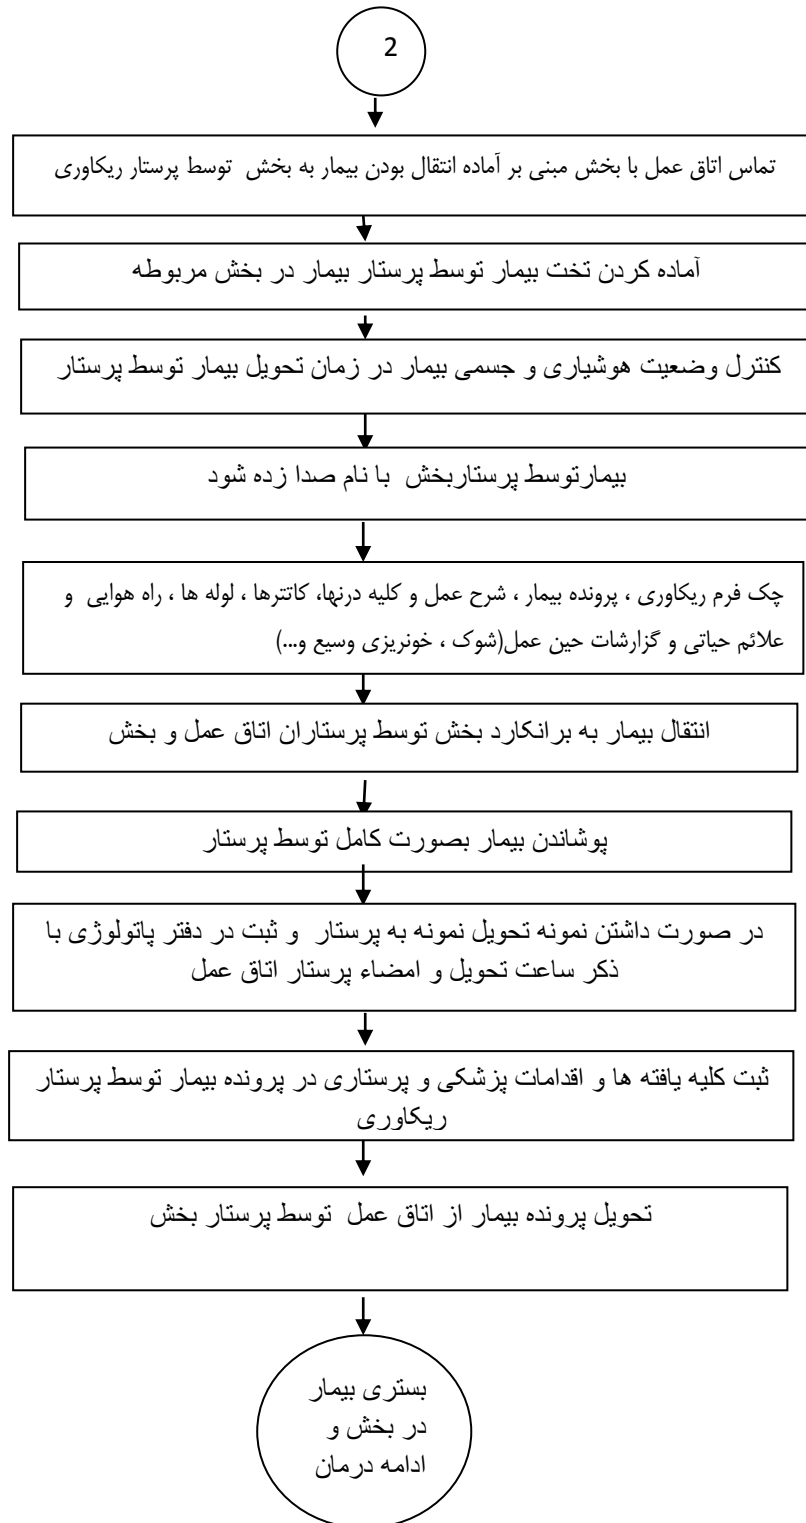 2
تماس اتاق عمل با بخش مبنی بر آماده انتقال بودن بیمار به بخش توسط پرستار ریکاوری
آماده کردن تخت بیمار توسط پرستار بیمار در بخش مربوطه
کنترل وضعیت هوشیاری و جسمی بیمار در زمان تحویل بیمار توسط پرستار
بیمارتوسط پرستاربخش با نام صدا زده شود
چک فرم ریکاوری ، پرونده بیمار ، شرح عمل و کلیه درنها، کاتترها ، لوله ها ، راه هوایی و
علائم حیاتی و گزارشات حین عمل(شوک ، خونریزی وسیع و...)
انتقال بیمار به برانکارد بخش توسط پرستاران اتاق عمل و بخش
پوشاندن بیمار بصورت کامل توسط پرستار
در صورت داشتن نمونه تحویل نمونه به پرستار و ثبت در دفتر پاتولوژی با
ذکر ساعت تحویل و امضاء پرستار اتاق عمل
ثبت کلیه یافته ها و اقدامات پزشکی و پرستاری در پرونده بیمار توسط پرستار
ریکاوری
تحویل پرونده بیمار از اتاق عمل توسط پرستار بخش
بستری بیمار
در بخش و
ادامه درمان